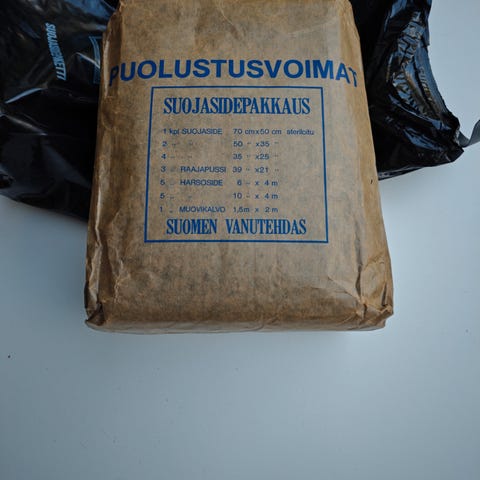 PUOLUSTUSVOIMAT
SUOJASIDEPAKKAUS
1 kpl SUOJASIDE 70 cm x 50 cm steriloitu
2 „ „ 50 „ x 35 „
4 „ „ 35 „ x 25 „
3 „ RAAJAPUSSI 39 „ x 21 „
5 „ HARSOSIDE 6 „ x 4 m
5 „ „ 10 „ x 4 m
1 „ MUOVIKALVO 1,5 m x 2 m
SUOMEN VANUTEHDAS